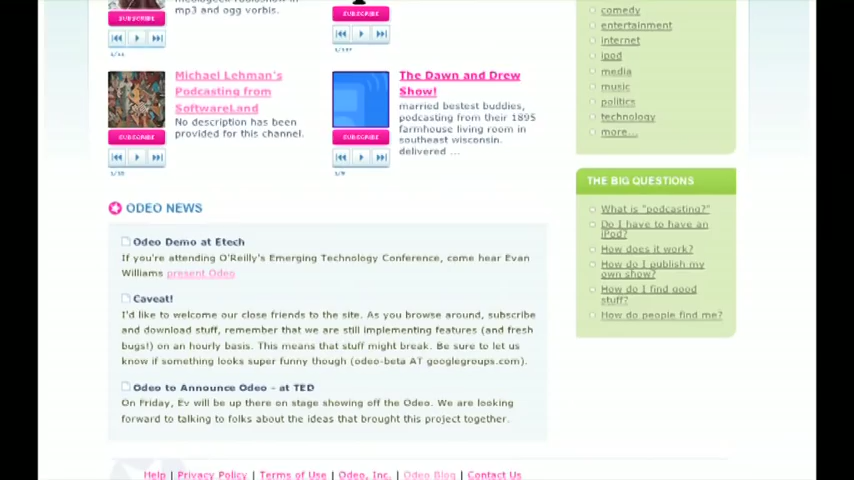 mp3 and ogg vorbis.
SUBSCRIBE
SUBSCRIBE
Michael Lehman's
Podcasting from
SoftwareLand
No description has been
provided for this channel.
SUBSCRIBE
The Dawn and Drew
Show!
married bestest buddies,
podcasting from their 1895
farmhouse living room in
southeast wisconsin.
delivered ...
SUBSCRIBE
ODEO NEWS
Odeo Demo at Etech
If you're attending O'Reilly's Emerging Technology Conference, come hear Evan
Williams present Odeo
Caveat!
I'd like to welcome our close friends to the site. As you browse around, subscribe
and download stuff, remember that we are still implementing features (and fresh
bugs!) on an hourly basis. This means that stuff might break. Be sure to let us
know if something looks super funny though (odeo-beta AT googlegroups.com).
Odeo to Announce Odeo - at TED
On Friday, Ev will be up there on stage showing off the Odeo. We are looking
forward to talking to folks about the ideas that brought this project together.
comedy
entertainment
internet
ipod
media
music
politics
technology
more...
THE BIG QUESTIONS
What is "podcasting?"
Do I have to have an
iPod?
How does it work?
How do I publish my
own show?
How do I find good
stuff?
How do people find me?
Help | Privacy Policy | Terms of Use | Odeo, Inc. | Odeo Blog | Contact Us